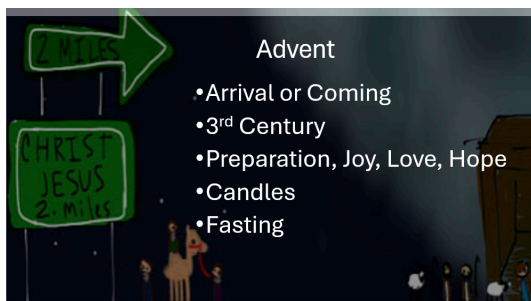 2 MILES
Advent
•Arrival or Coming
•3rd Century
•Preparation, Joy, Love, Hope
•Candles
•Fasting
CHRIST
JESUS
2. Miles